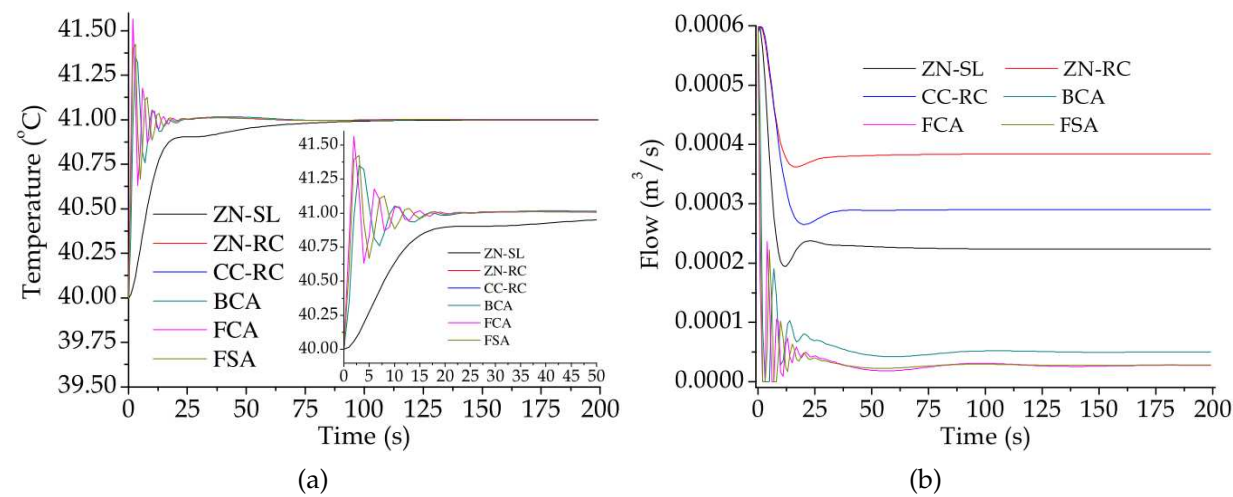 41.50
41.25
41.00
40.75
40.50
40.25
40.00
39.75
39.50
Temperature (°C)
ZN-SL
ZN-RC
CC-RC
BCA
FCA
FSA
41.50
41.25
41.00
40.75
40.50
40.25
40.00
ZN-SL
ZN-RC
CC-RC
BCA
FCA
FSA
0 5 10 15 20 25 30 35 40 45 50
0 25 50 75 100 125 150 175 200
Time (s)
(a)
0.0006
0.0005
0.0004
0.0003
0.0002
0.0001
0.0000
Flow (m³/s)
ZN-SL ZN-RC
CC-RC BCA
FCA FSA
0 25 50 75 100 125 150 175 200
Time (s)
(b)